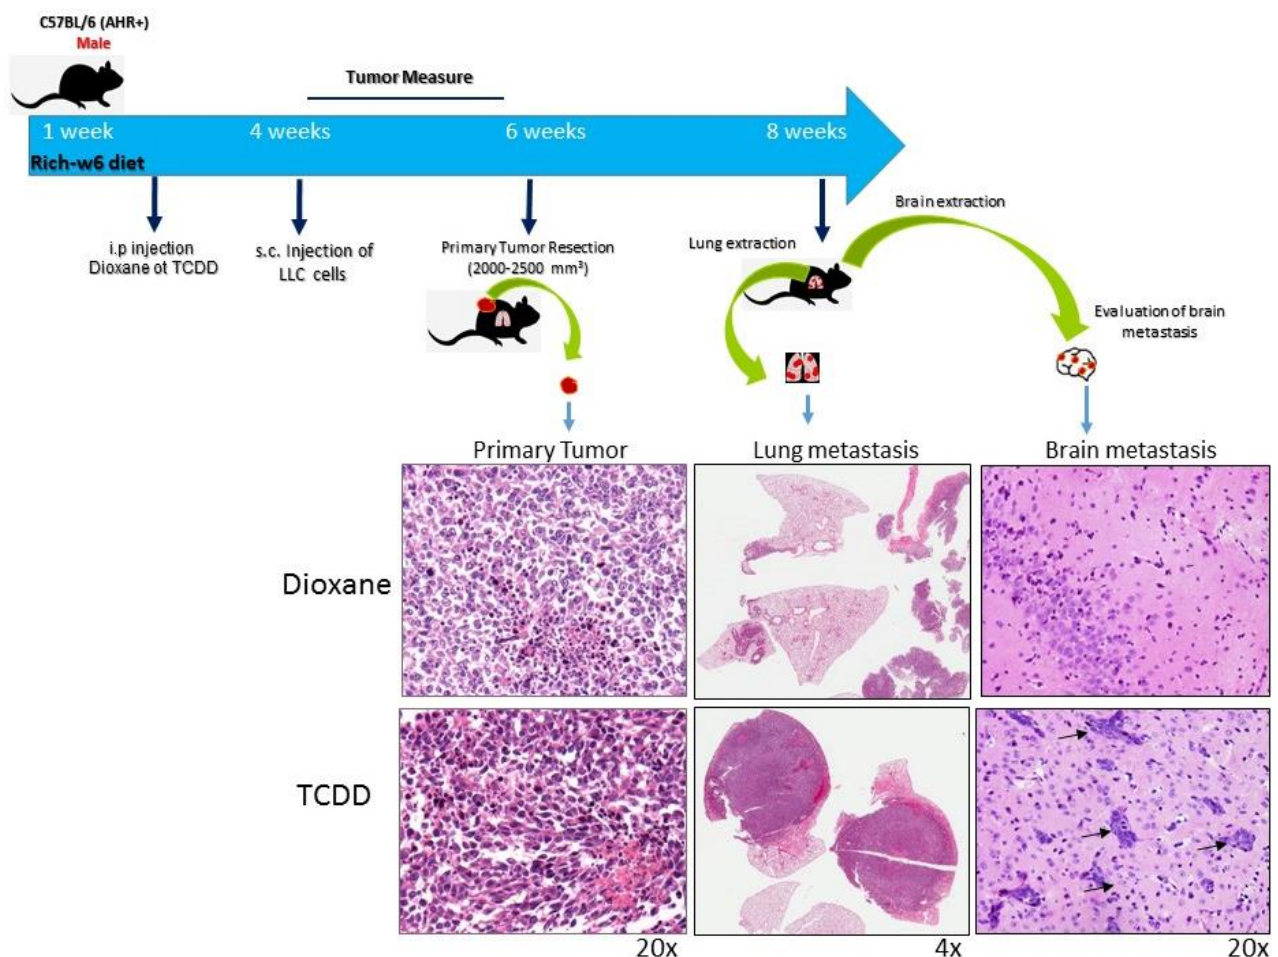 C57BL/6 (AHR+)
Male
Tumor Measure
1 week
4 weeks
6 weeks
8 weeks
Rich-w6 diet
i.p injection
Dioxane ot TCDD
s.c. Injection of
LLC cells
Primary Tumor Resection
(2000-2500 mm³)
Lung extraction
Brain extraction
Evaluation of brain
metastasis
Primary Tumor
Lung metastasis
Brain metastasis
Dioxane
TCDD
20x
4x
20x